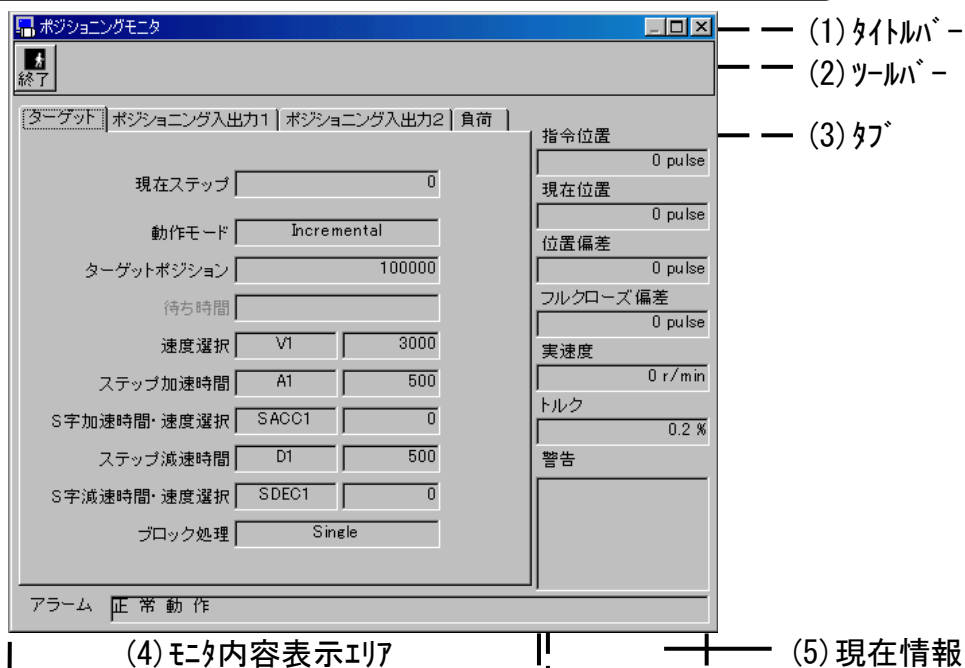 ポジショニングモニタ
(1) ﾀｲﾄﾙﾊﾞｰ
終了
(2) ﾂｰﾙﾊﾞｰ
ターゲット ポジショニング入出力1 ポジショニング入出力2 負荷
(3) ﾀﾌﾞ
現在ステップ 0
動作モード Incremental
ターゲットポジション 100000
待ち時間
速度選択 V1 3000
ステップ加速時間 A1 500
S字加速時間・速度選択 SACC1 0
ステップ減速時間 D1 500
S字減速時間・速度選択 SDEC1 0
ブロック処理 Single
指令位置
0 pulse
現在位置
0 pulse
位置偏差
0 pulse
フルクローズ偏差
0 pulse
実速度
0 r/min
トルク
0.2 %
警告
アラーム 正 常 動 作
(4) ﾓﾆﾀ内容表示ｴﾘｱ
(5) 現在情報